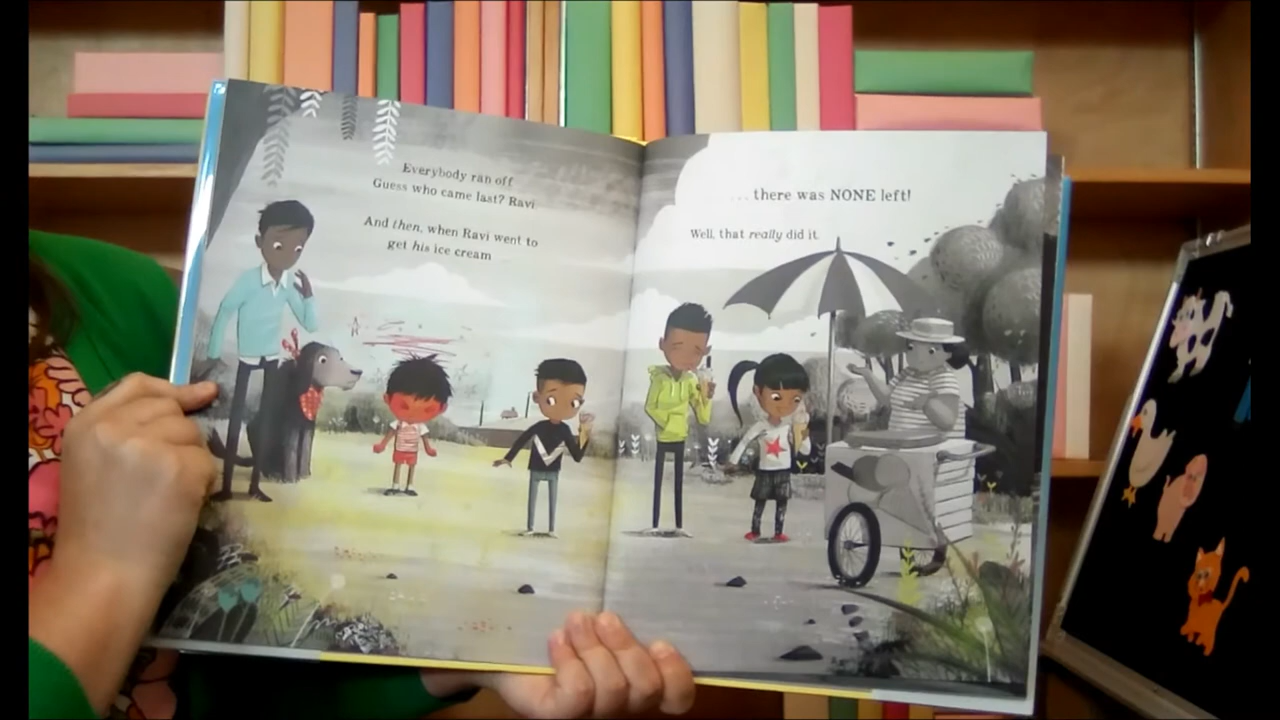 Everybody ran off
Guess who came last? Ravi
And then, when Ravi went to
get his ice cream
... there was NONE left!
Well, that really did it.